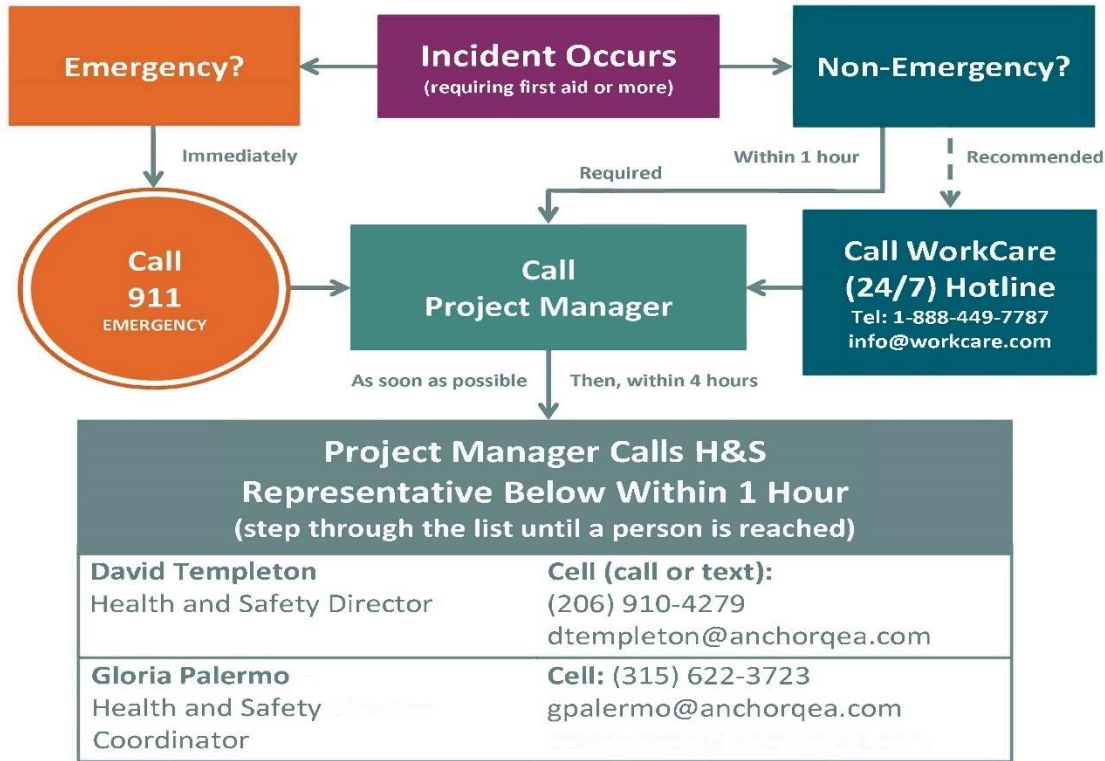 Emergency?
Incident Occurs
(requiring first aid or more)
Non-Emergency?
Immediately
Within 1 hour
Required
Recommended
Call
911
EMERGENCY
Call
Project Manager
Call WorkCare
(24/7) Hotline
Tel: 1-888-449-7787
info@workcare.com
As soon as possible
Then, within 4 hours
Project Manager Calls H&S
Representative Below Within 1 Hour
(step through the list until a person is reached)
David Templeton
Health and Safety Director
Cell (call or text):
(206) 910-4279
dtempleton@anchorqea.com
Gloria Palermo
Health and Safety
Coordinator
Cell: (315) 622-3723
gpalermo@anchorqea.com